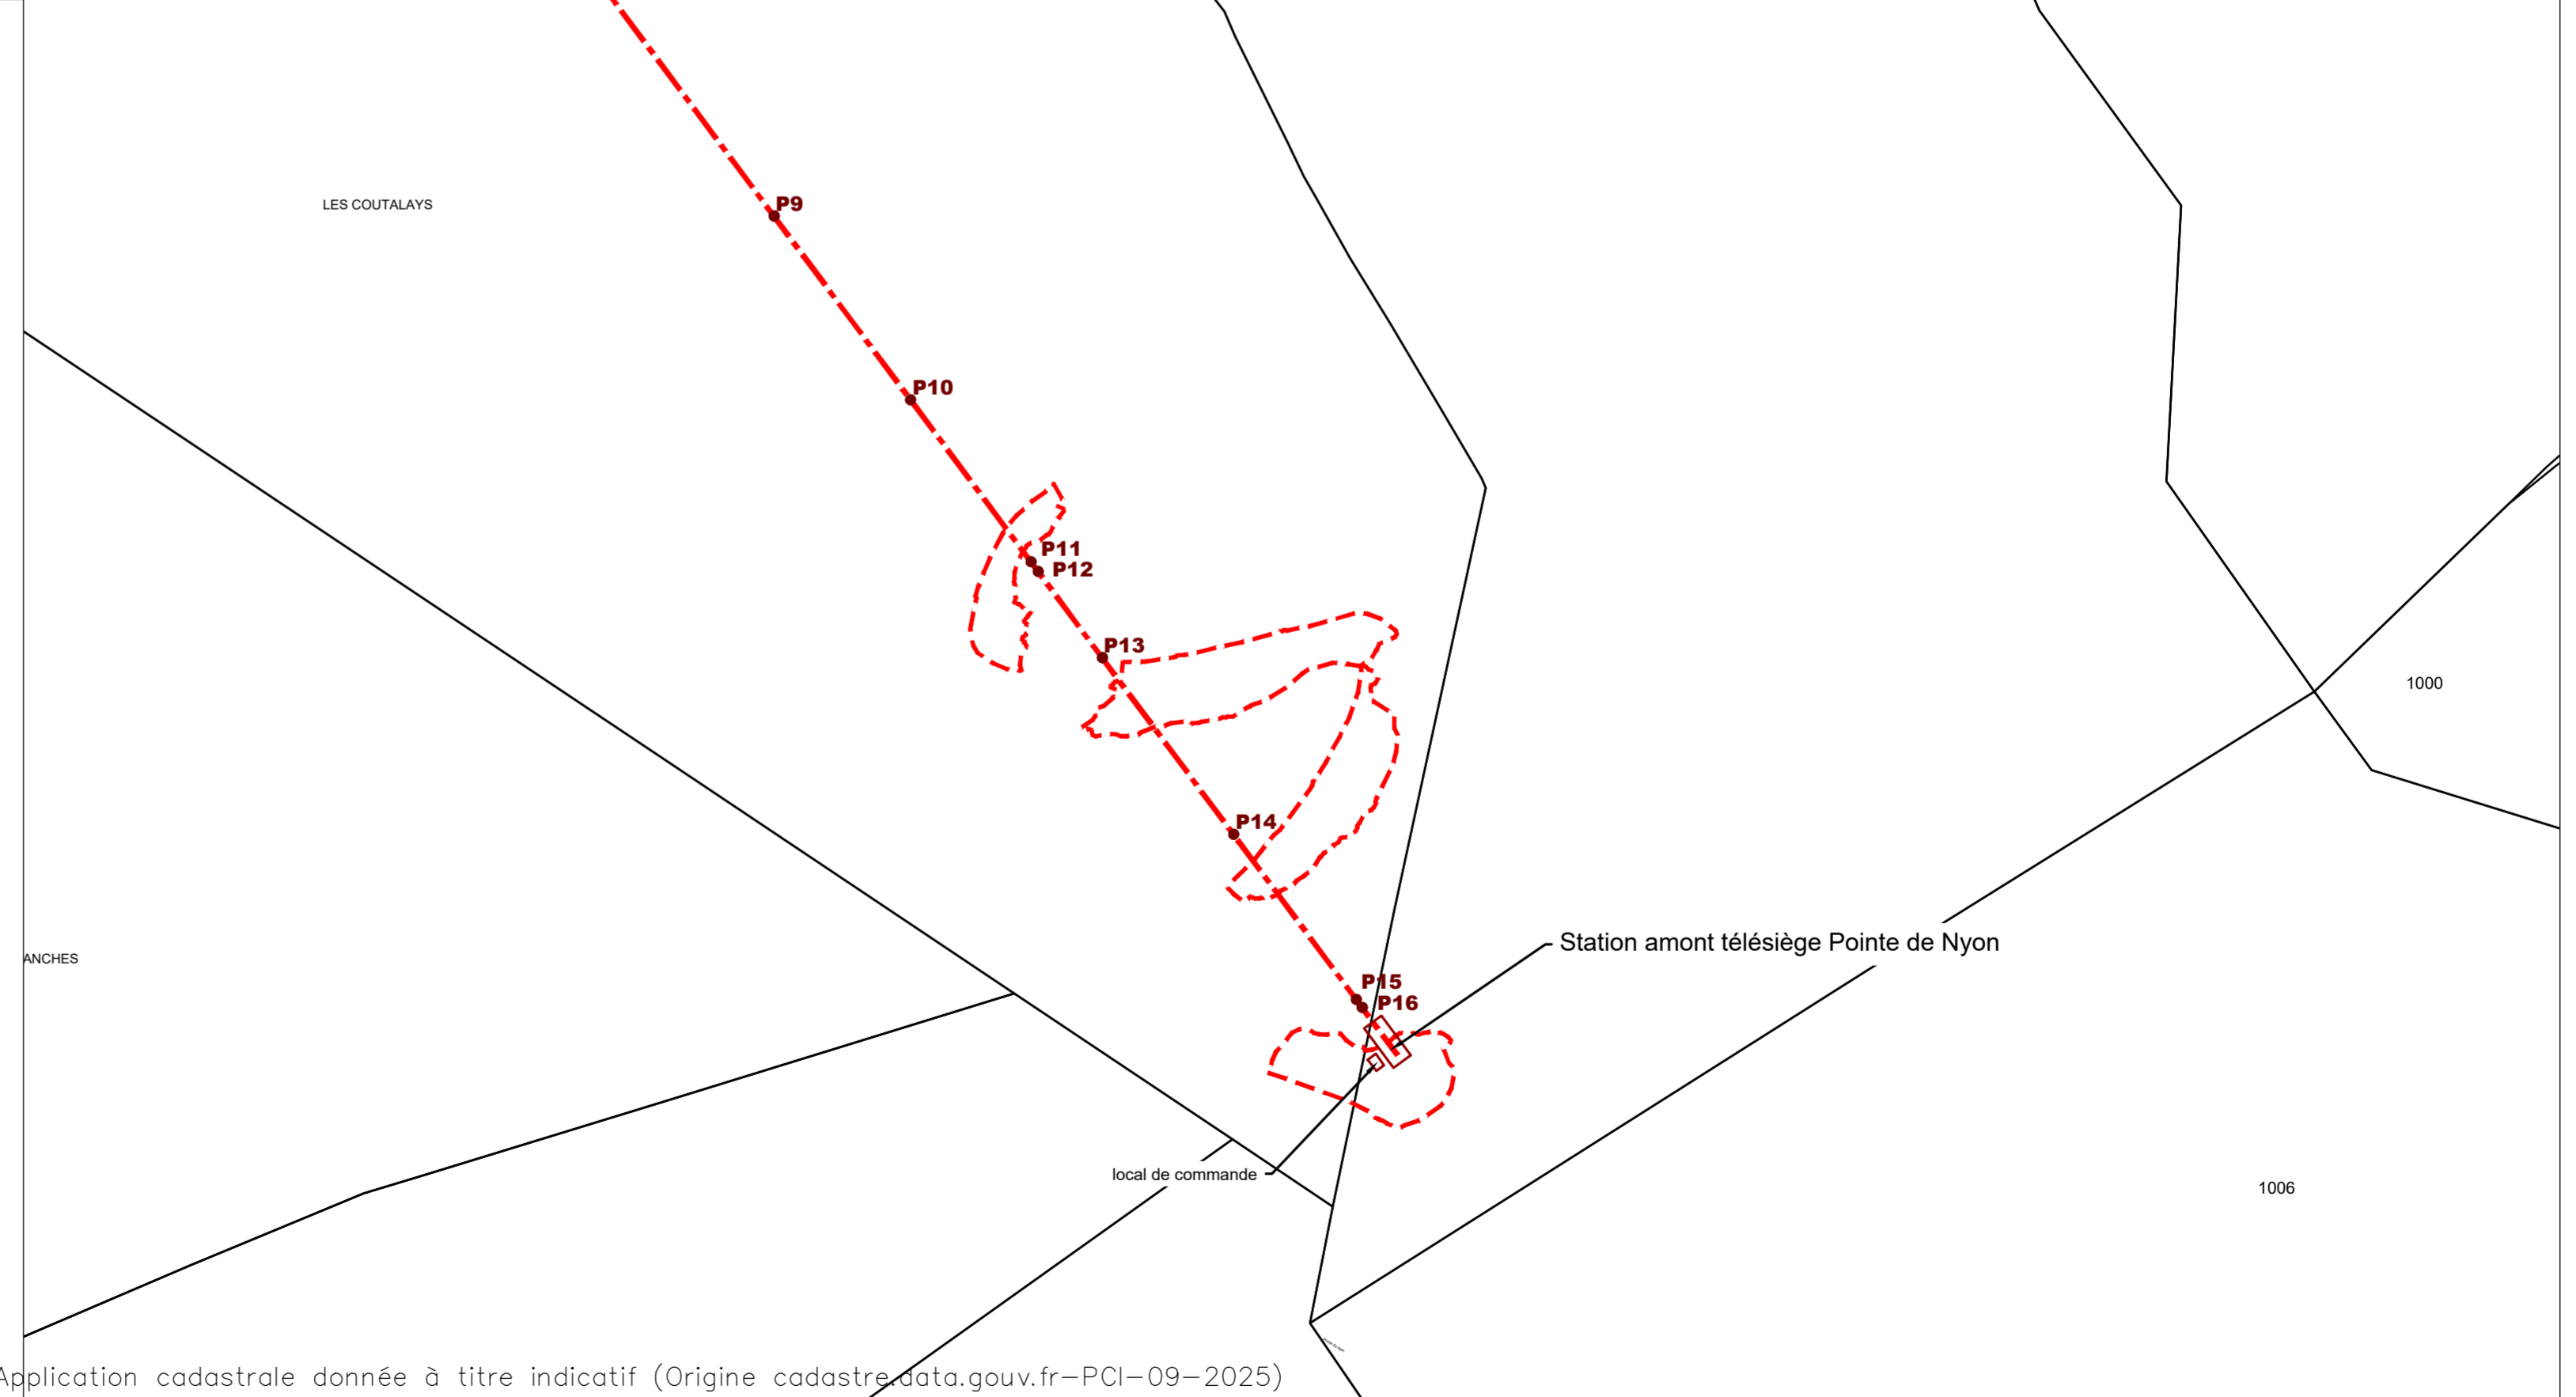 P9
LES COUTALAYS
P10
P11
P12
P13
1000
P14
Station amont télésiège Pointe de Nyon
ANCHES
P15
P16
local de commande
1006
Application cadastrale donnée à titre indicatif (Origine cadastre.data.gouv.fr-PCI-09-2025)